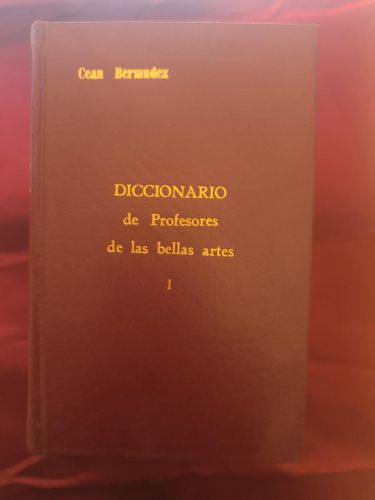 Cean Bermudez
DICCIONARIO
de Profesores
de las bellas artes
I